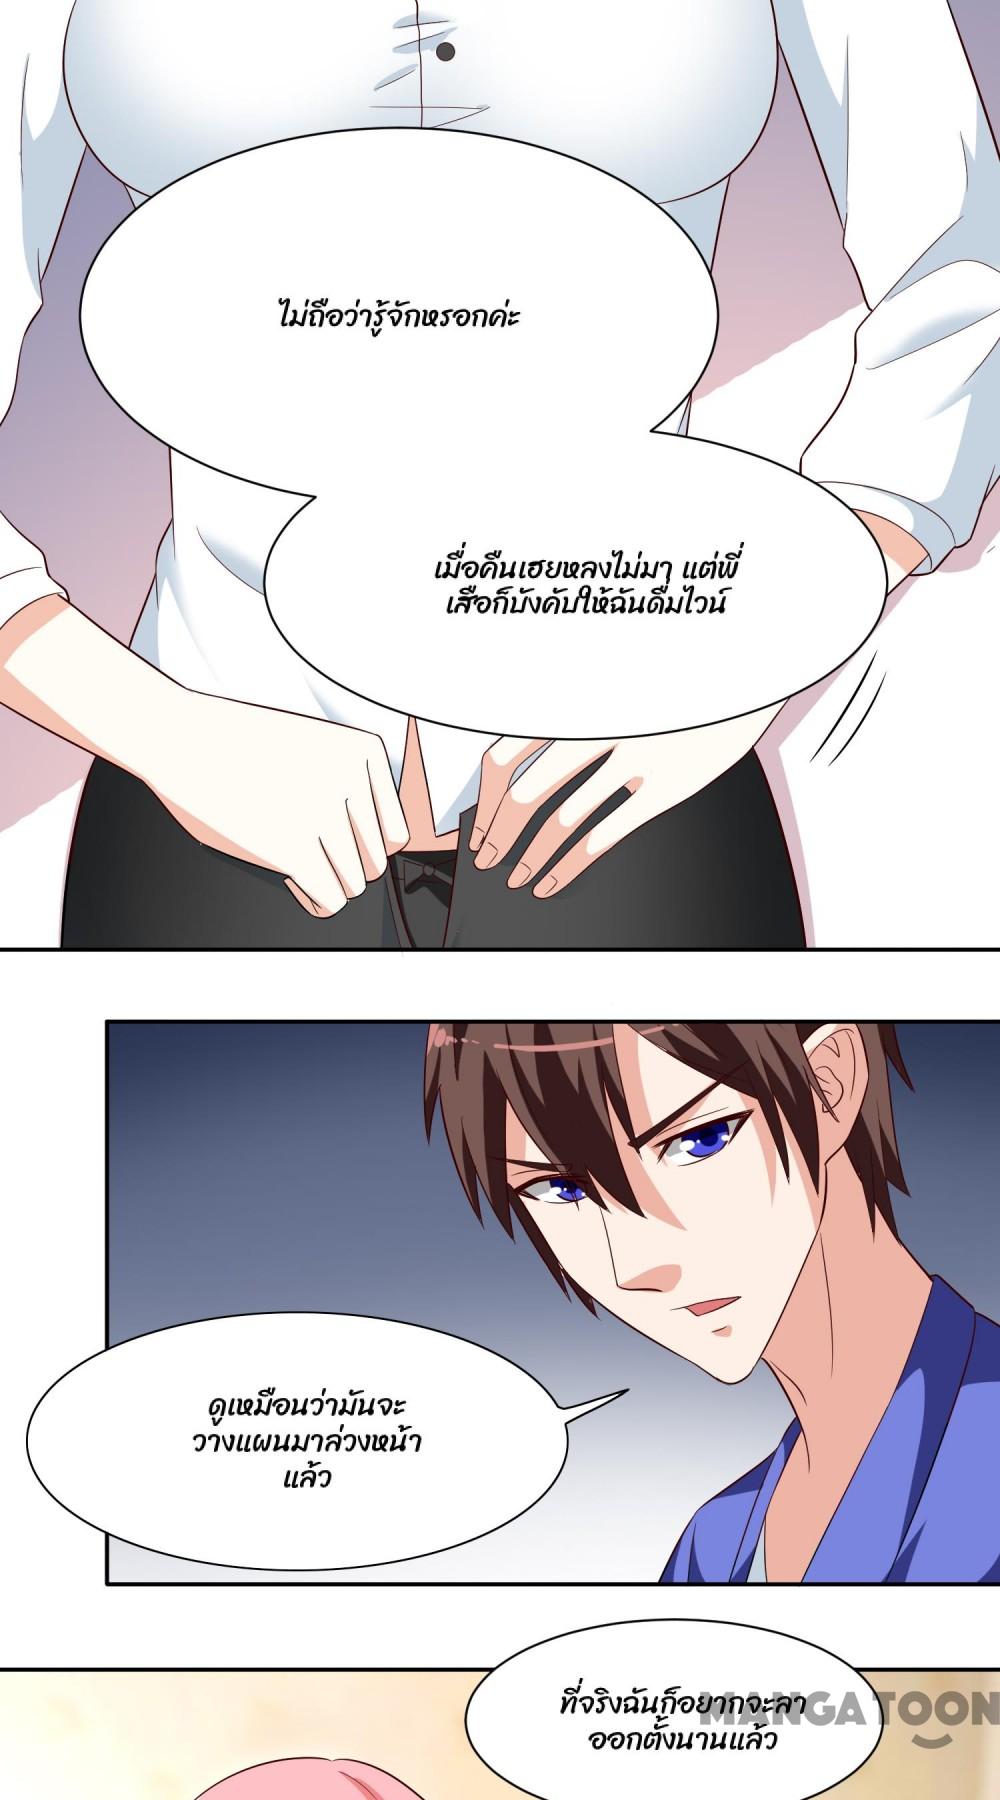 ไม่ถือว่ารู้จักหรอกค่ะ
เมื่อคืนเฮยหลงไม่มา แต่พี่
เสือก็บังคับให้ฉันดื่มไวน์
ดูเหมือนว่ามันจะ
วางแผนมาล่วงหน้า
แล้ว
ที่จริงฉันก็อยากจะลา
ออกตั้งนานแล้ว
MANGATOON